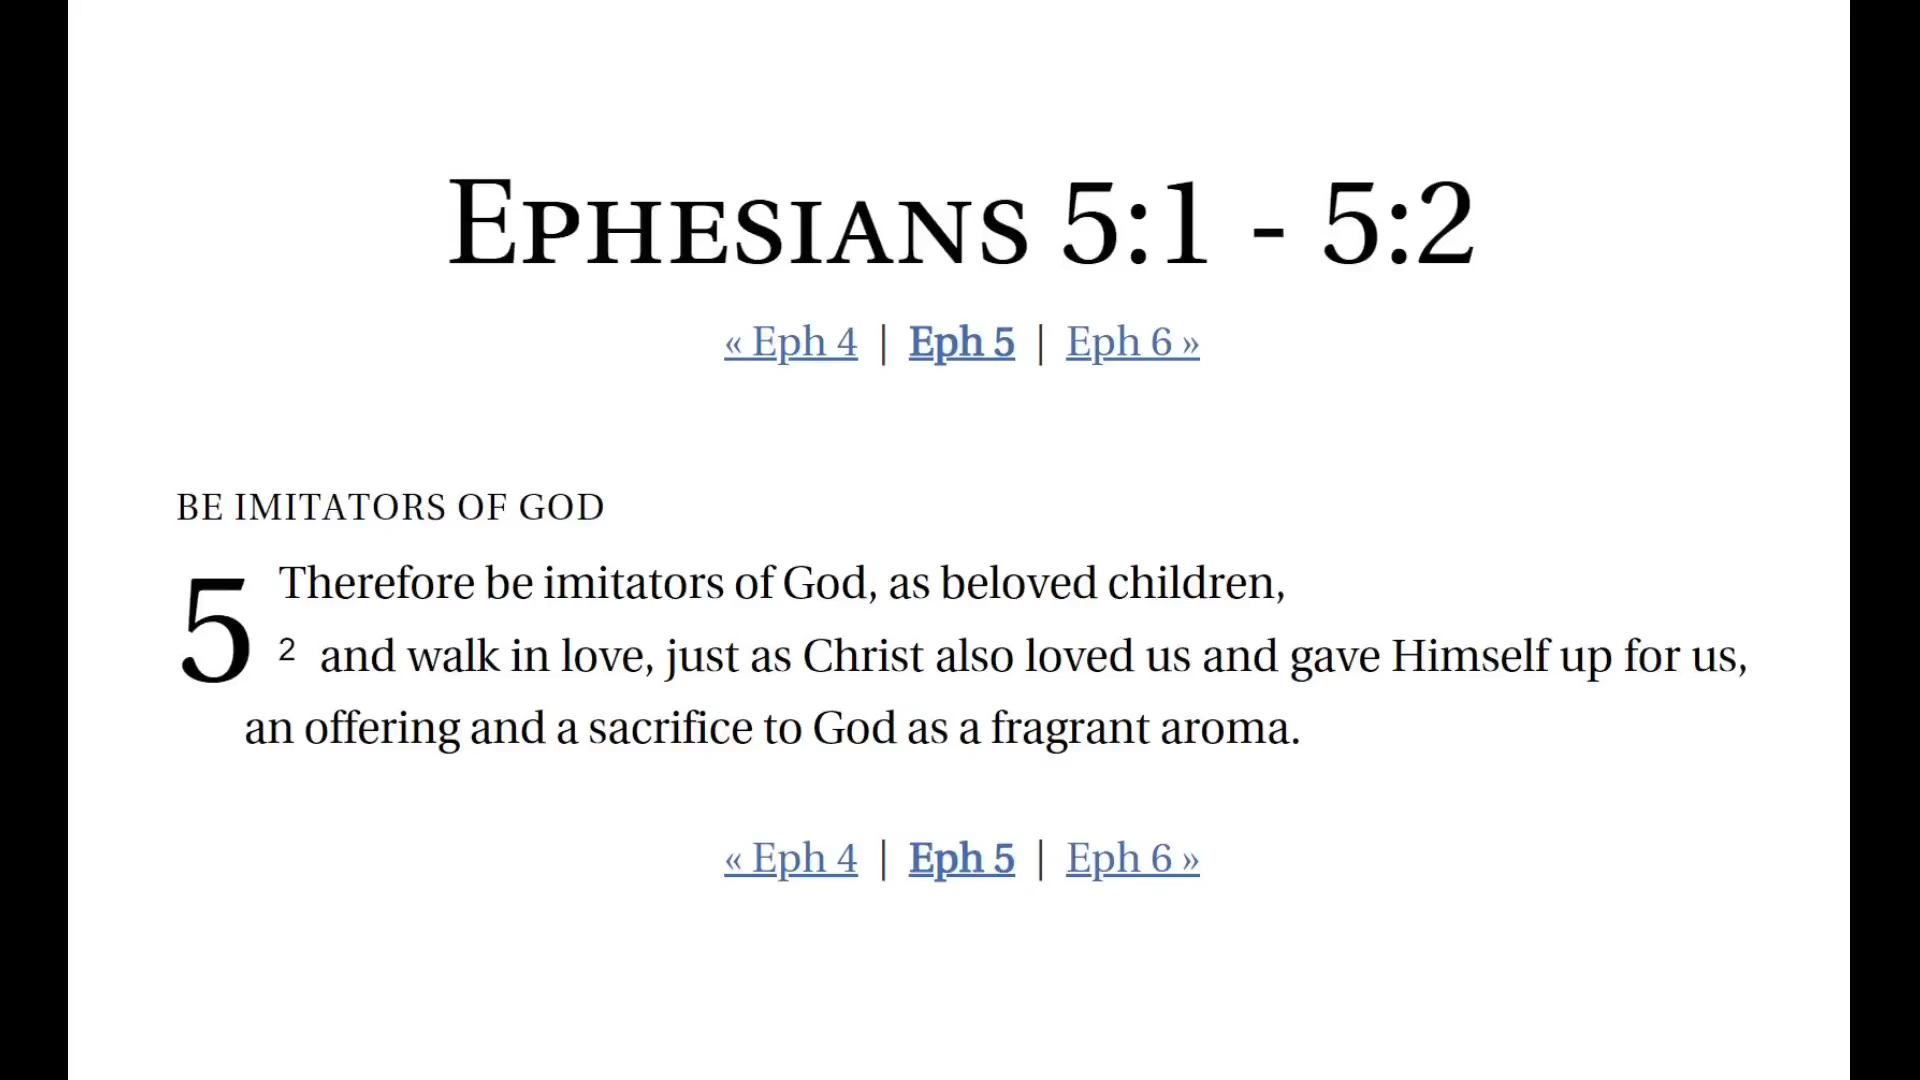 Ephesians 5:1 - 5:2
« Eph 4 | Eph 5 | Eph 6 »
BE IMITATORS OF GOD
5 Therefore be imitators of God, as beloved children,
2 and walk in love, just as Christ also loved us and gave Himself up for us,
an offering and a sacrifice to God as a fragrant aroma.
« Eph 4 | Eph 5 | Eph 6 »